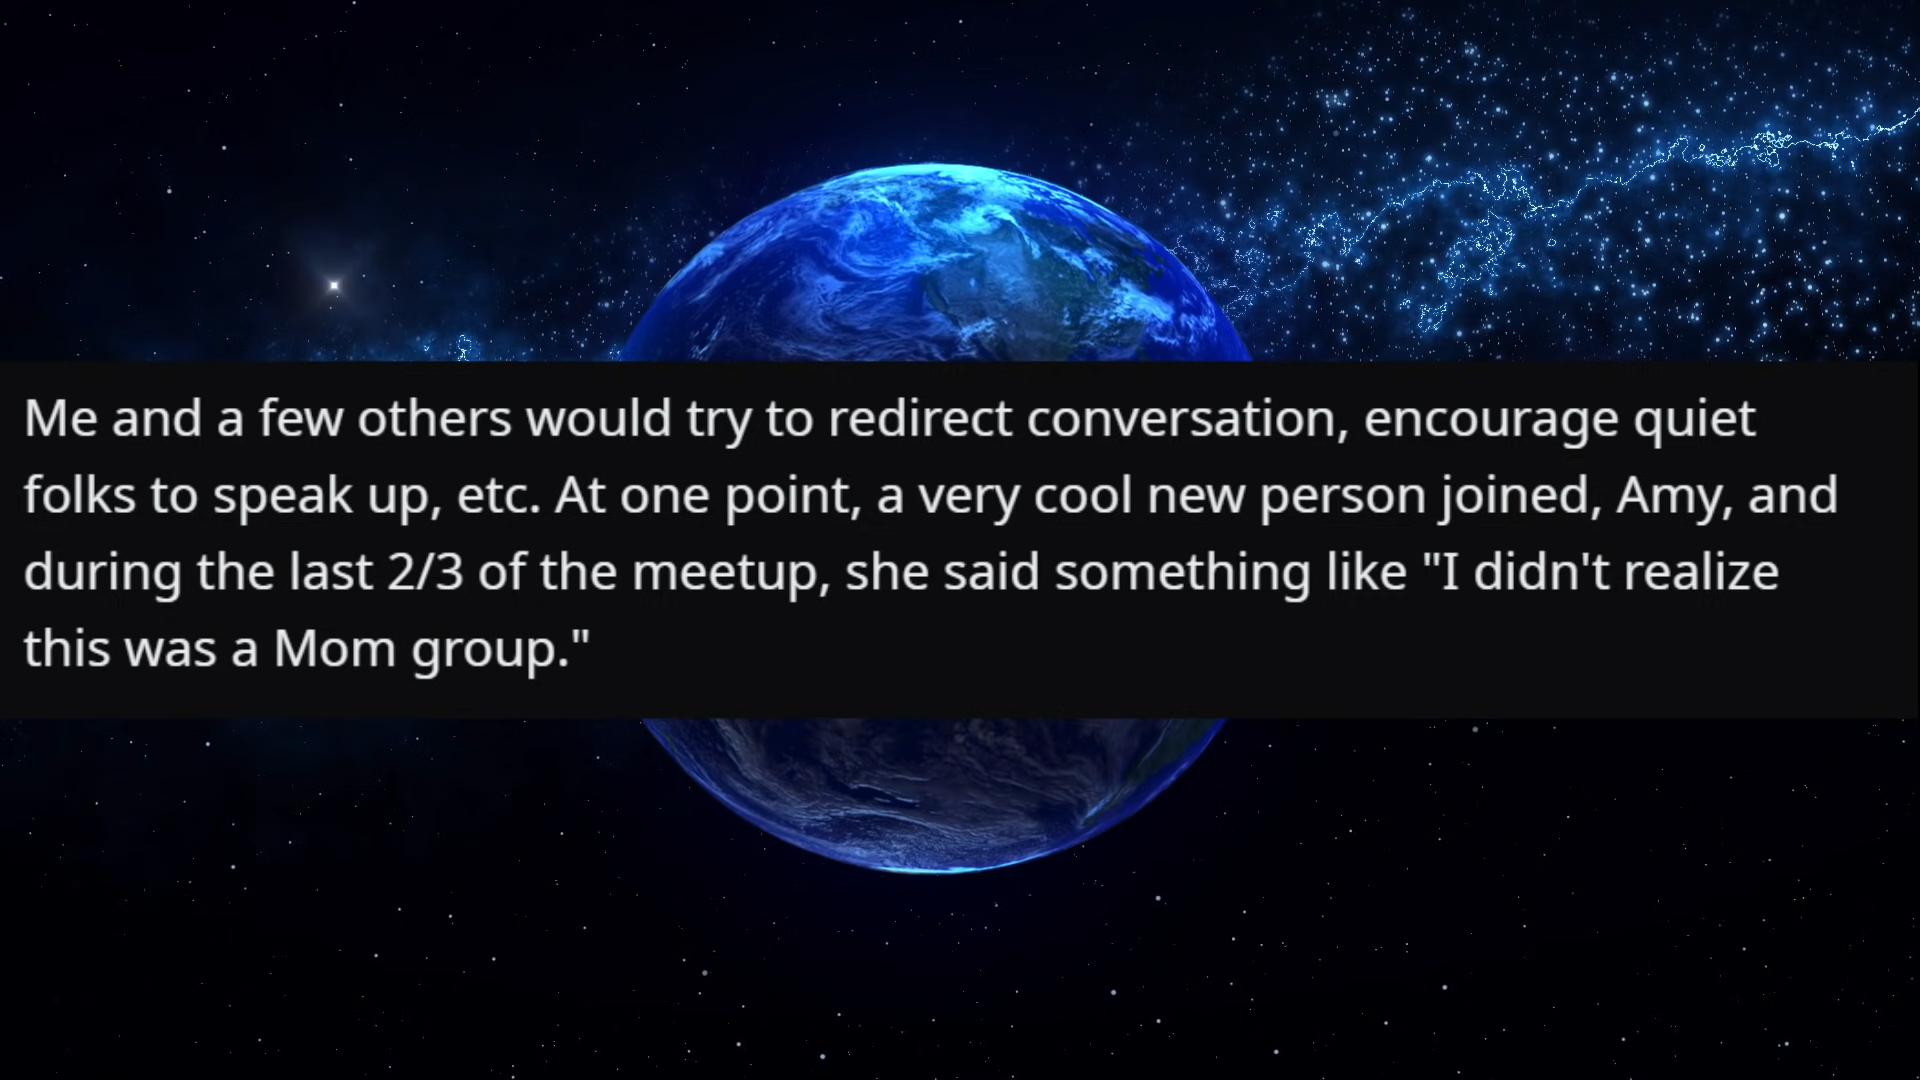 Me and a few others would try to redirect conversation, encourage quiet
folks to speak up, etc. At one point, a very cool new person joined, Amy, and
during the last 2/3 of the meetup, she said something like "I didn't realize
this was a Mom group."